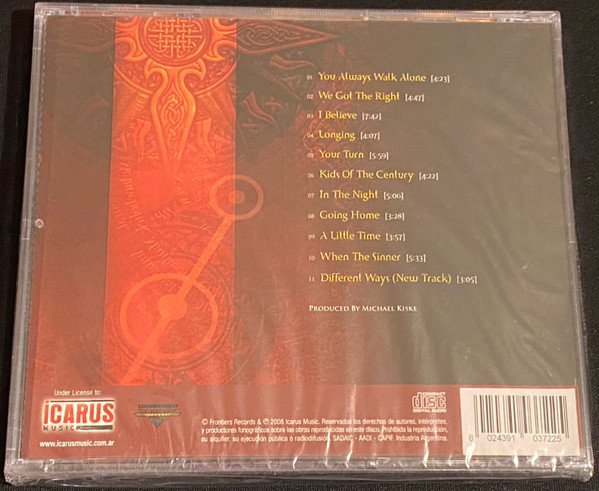 01 You Always Walk Alone [4:23]
02 We Got The Right [4:47]
03 I Believe [7:42]
04 Longing [4:07]
05 Your Turn [5:59]
06 Kids Of The Century [4:22]
07 In The Night [5:06]
08 Going Home [3:28]
09 A Little Time [3:57]
10 When The Sinner [5:33]
11 Different Ways (New Track) [3:05]
Produced By Michael Kiske
Under License to:
iCARUS
MUSIC
www.icarusmusic.com.ar
© Frontiers Records & ℗ 2008 Icarus Music. Reservados los derechos de autores, intérpretes,
y productores fonográficos sobre las obras reproducidas en este disco. Prohibida la reproducción,
su alquiler, su ejecución pública o radiodifusión. SADAIC - AADI - CAPIF. Industria Argentina.
COMPACT
disc
DIGITAL AUDIO
8 024391 037225